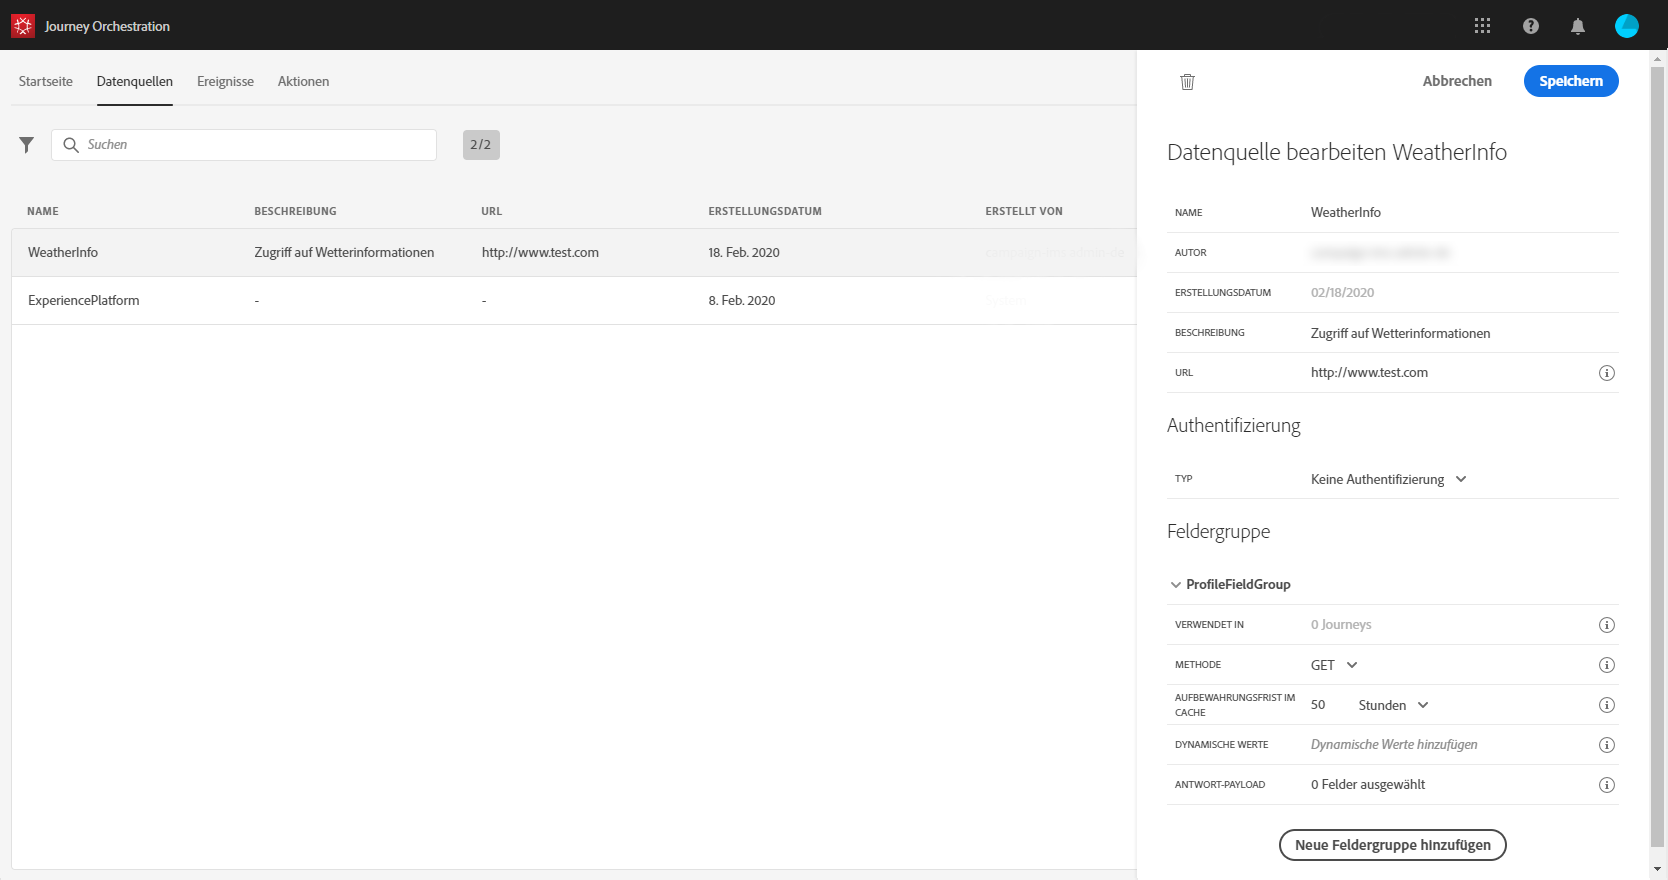 Journey Orchestration
Startseite Datenquellen Ereignisse Aktionen
Suchen 2/2
NAME BESCHREIBUNG URL ERSTELLUNGSDATUM ERSTELLT VON
WeatherInfo Zugriff auf Wetterinformationen http://www.test.com 18. Feb. 2020
ExperiencePlatform - - 8. Feb. 2020 System
Abbrechen Speichern
Datenquelle bearbeiten WeatherInfo
NAME WeatherInfo
AUTOR
ERSTELLUNGSDATUM 02/18/2020
BESCHREIBUNG Zugriff auf Wetterinformationen
URL http://www.test.com
Authentifizierung
TYP Keine Authentifizierung
Feldergruppe
ProfileFieldGroup
VERWENDET IN 0 Journeys
METHODE GET
AUFBEWAHRUNGSFRIST IM
CACHE 50 Stunden
DYNAMISCHE WERTE Dynamische Werte hinzufügen
ANTWORT-PAYLOAD 0 Felder ausgewählt
Neue Feldergruppe hinzufügen